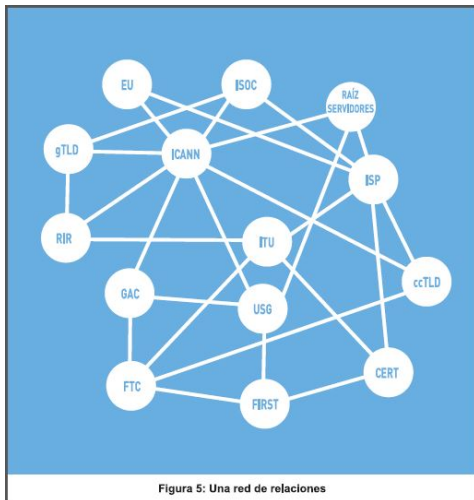 EU
ISOC
RAÍZ
SERVIDORES
gTLD
ICANN
ISP
RIR
ITU
GAC
USG
ccTLD
FTC
FIRST
CERT
Figura 5: Una red de relaciones